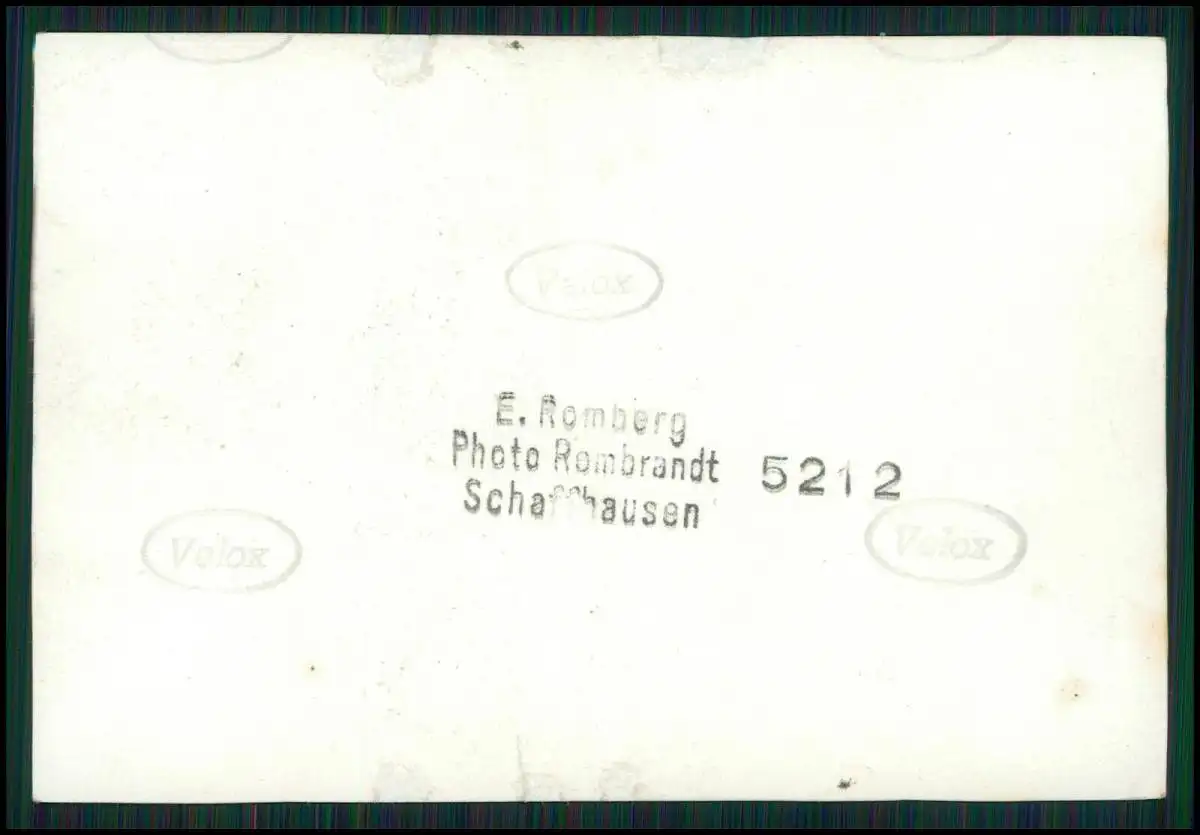 Velox
E. Romberg
Photo Rombrandt 5212
Schaffhausen
Velox
Velox